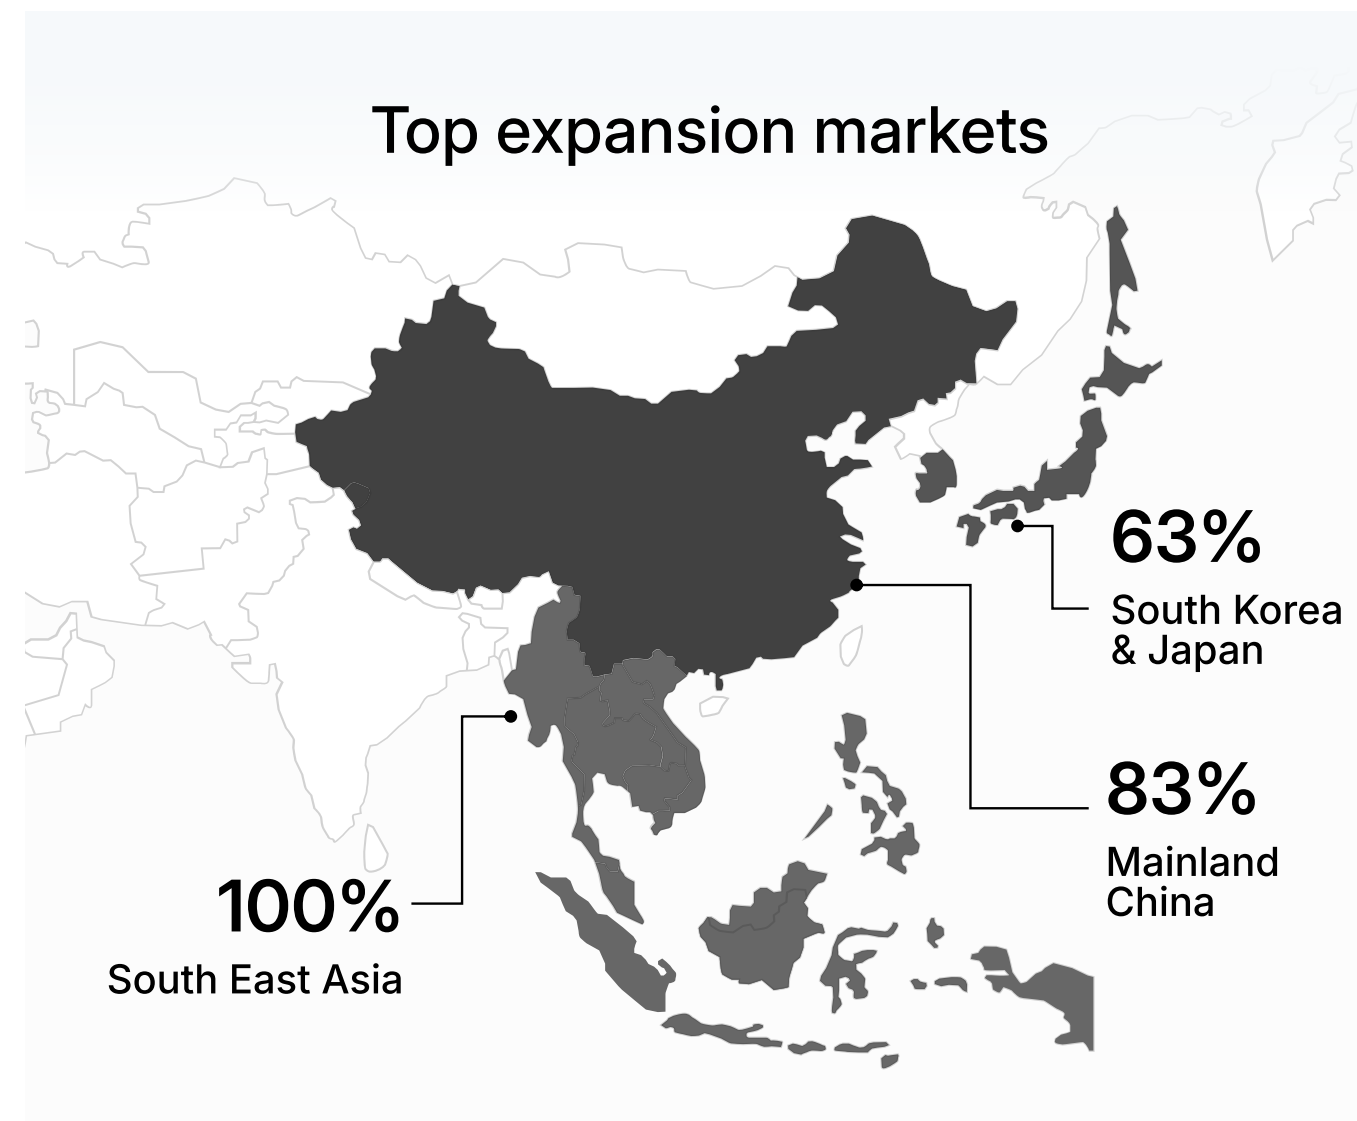 Top expansion markets
63%
South Korea
& Japan
83%
Mainland
China
100%
South East Asia